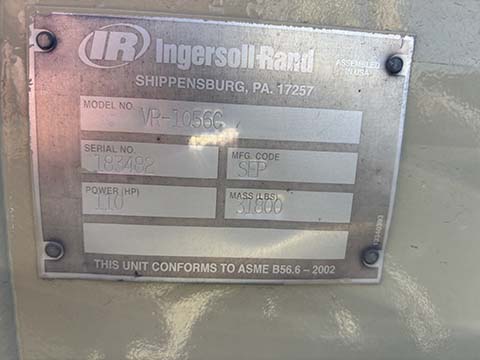 IR Ingersoll-Rand
ASSEMBLED
IN USA
SHIPPENSBURG, PA. 17257
MODEL NO. VR-1056C
SERIAL NO. MFG. CODE
183482 SEP
POWER (HP) MASS (LBS)
110 31800
THIS UNIT CONFORMS TO ASME B56.6 – 2002